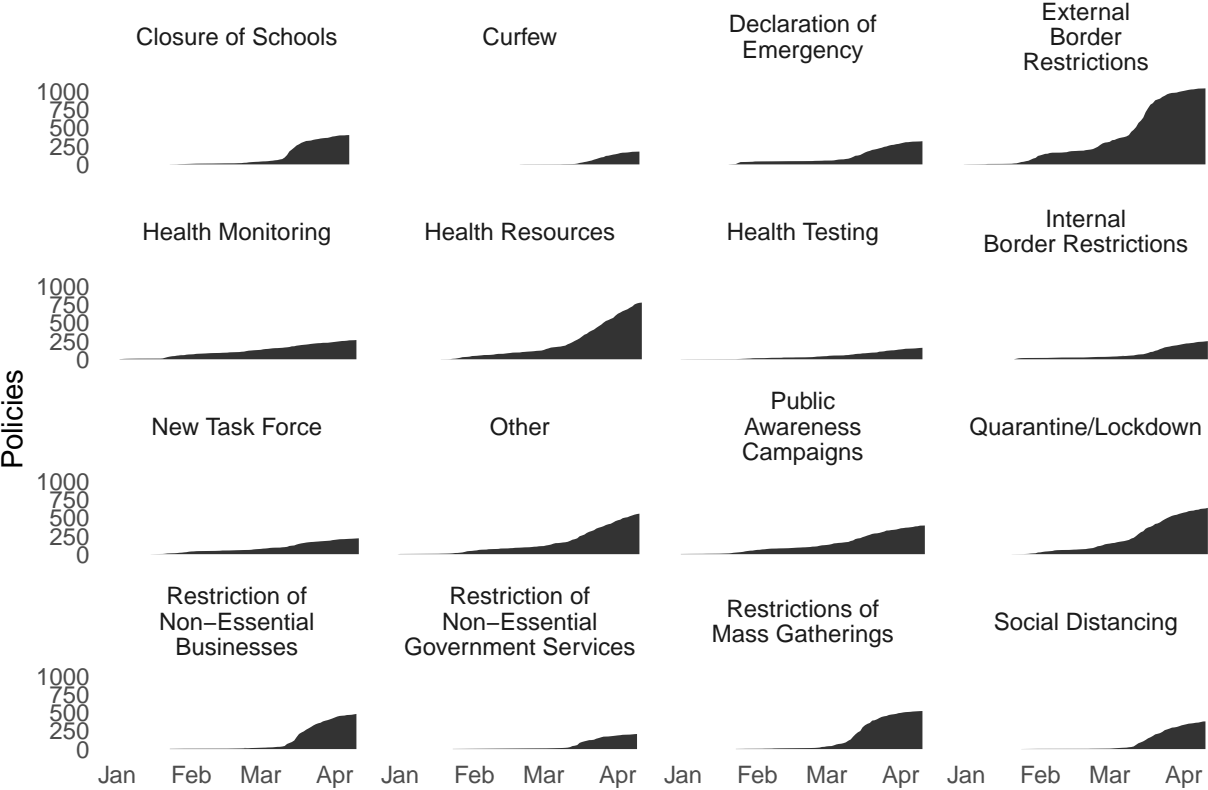 Closure of Schools
Curfew
Declaration of
Emergency
External
Border
Restrictions
1000
750
500
250
0
Health Monitoring
Health Resources
Health Testing
Internal
Border Restrictions
1000
750
500
250
0
Policies
New Task Force
Other
Public
Awareness
Campaigns
Quarantine/Lockdown
1000
750
500
250
0
Restriction of
Non−Essential
Businesses
Restriction of
Non−Essential
Government Services
Restrictions of
Mass Gatherings
Social Distancing
1000
750
500
250
0
Jan Feb Mar Apr Jan Feb Mar Apr Jan Feb Mar Apr Jan Feb Mar Apr